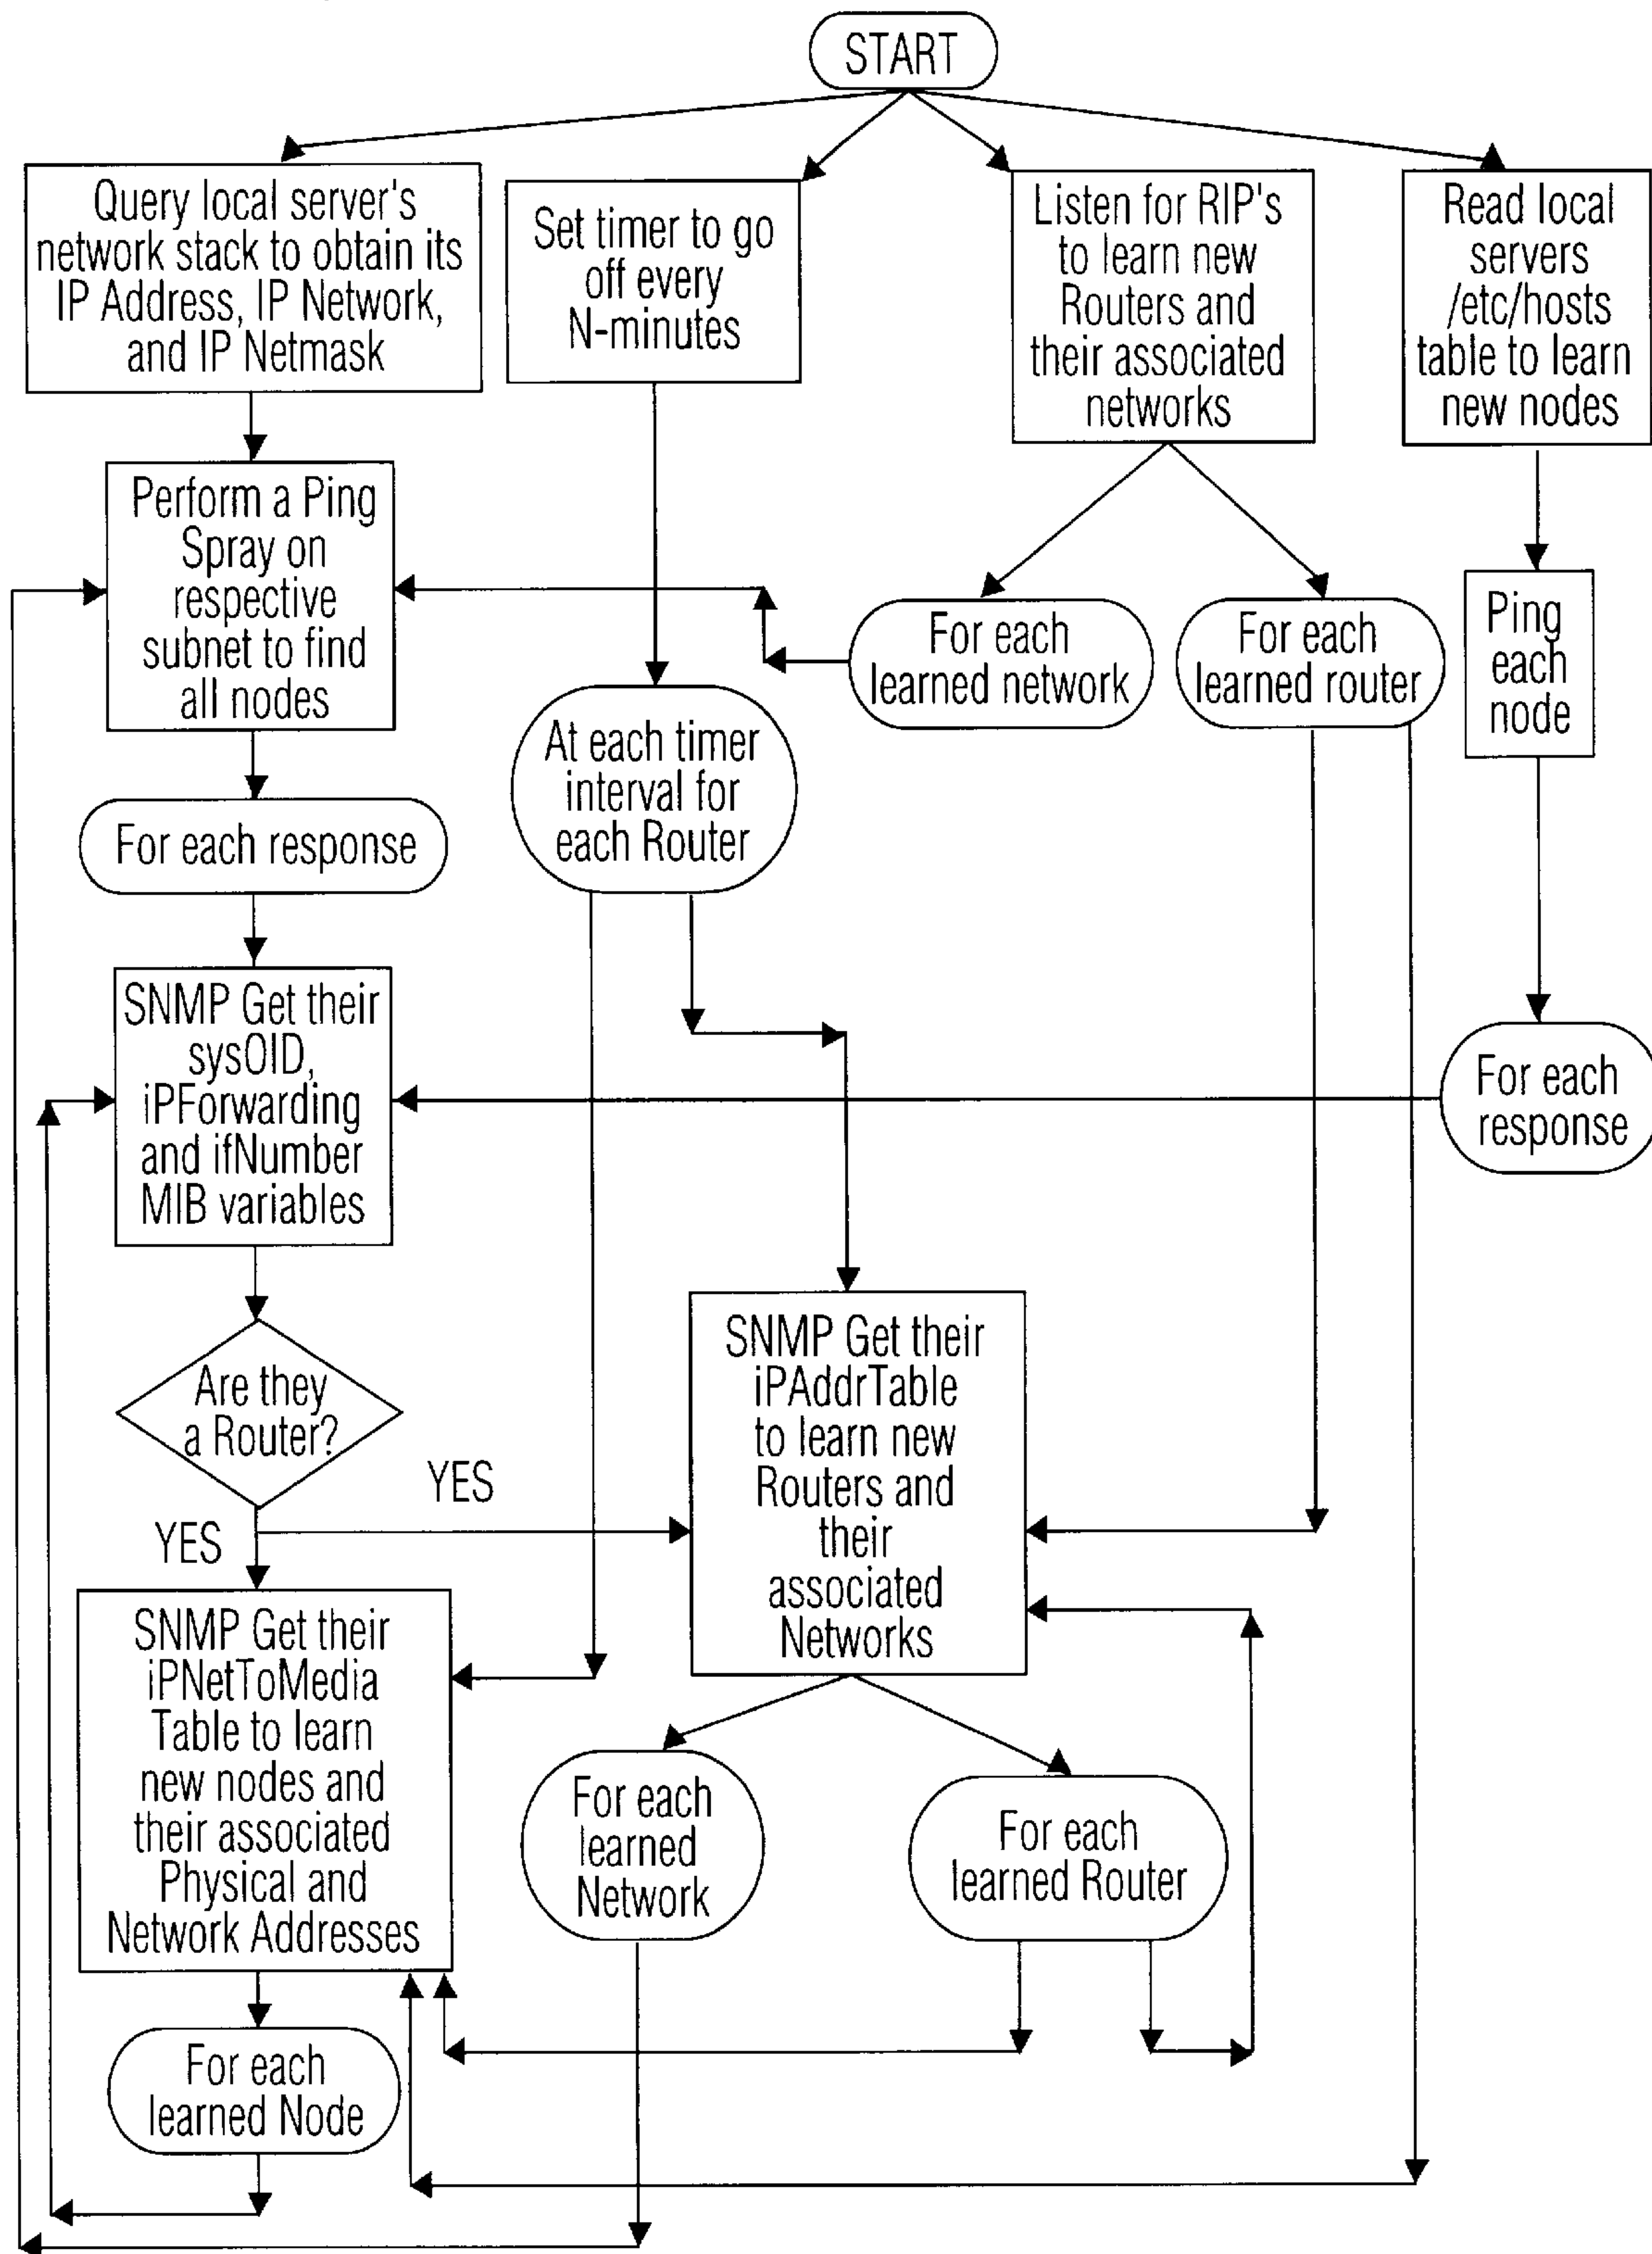 START
Query local server's
network stack to obtain its
IP Address, IP Network,
and IP Netmask
Set timer to go
off every
N-minutes
Listen for RIP's
to learn new
Routers and
their associated
networks
Read local
servers
/etc/hosts
table to learn
new nodes
Perform a Ping
Spray on
respective
subnet to find
all nodes
For each
learned network
For each
learned router
Ping
each
node
At each timer
interval for
each Router
For each response
SNMP Get their
sysOID,
iPForwarding
and ifNumber
MIB variables
For each
response
Are they
a Router?
YES
YES
SNMP Get their
iPAddrTable
to learn new
Routers and
their
associated
Networks
SNMP Get their
iPNetToMedia
Table to learn
new nodes and
their associated
Physical and
Network Addresses
For each
learned
Network
For each
learned Router
For each
learned Node